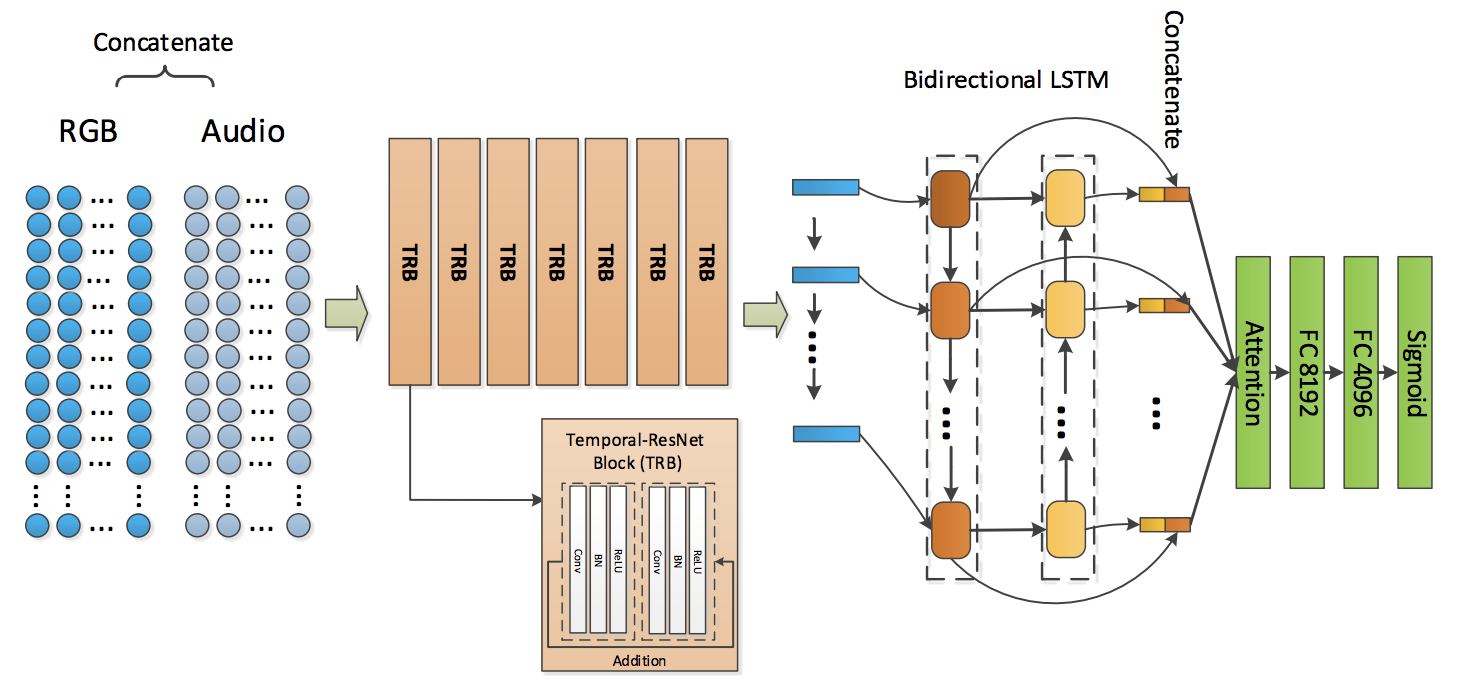 Concatenate
RGB
Audio
TRB
TRB
TRB
TRB
TRB
TRB
TRB
Temporal-ResNet
Block (TRB)
Conv
BN
ReLU
Conv
BN
ReLU
Addition
Bidirectional LSTM
Concatenate
Attention
FC 8192
FC 4096
Sigmoid